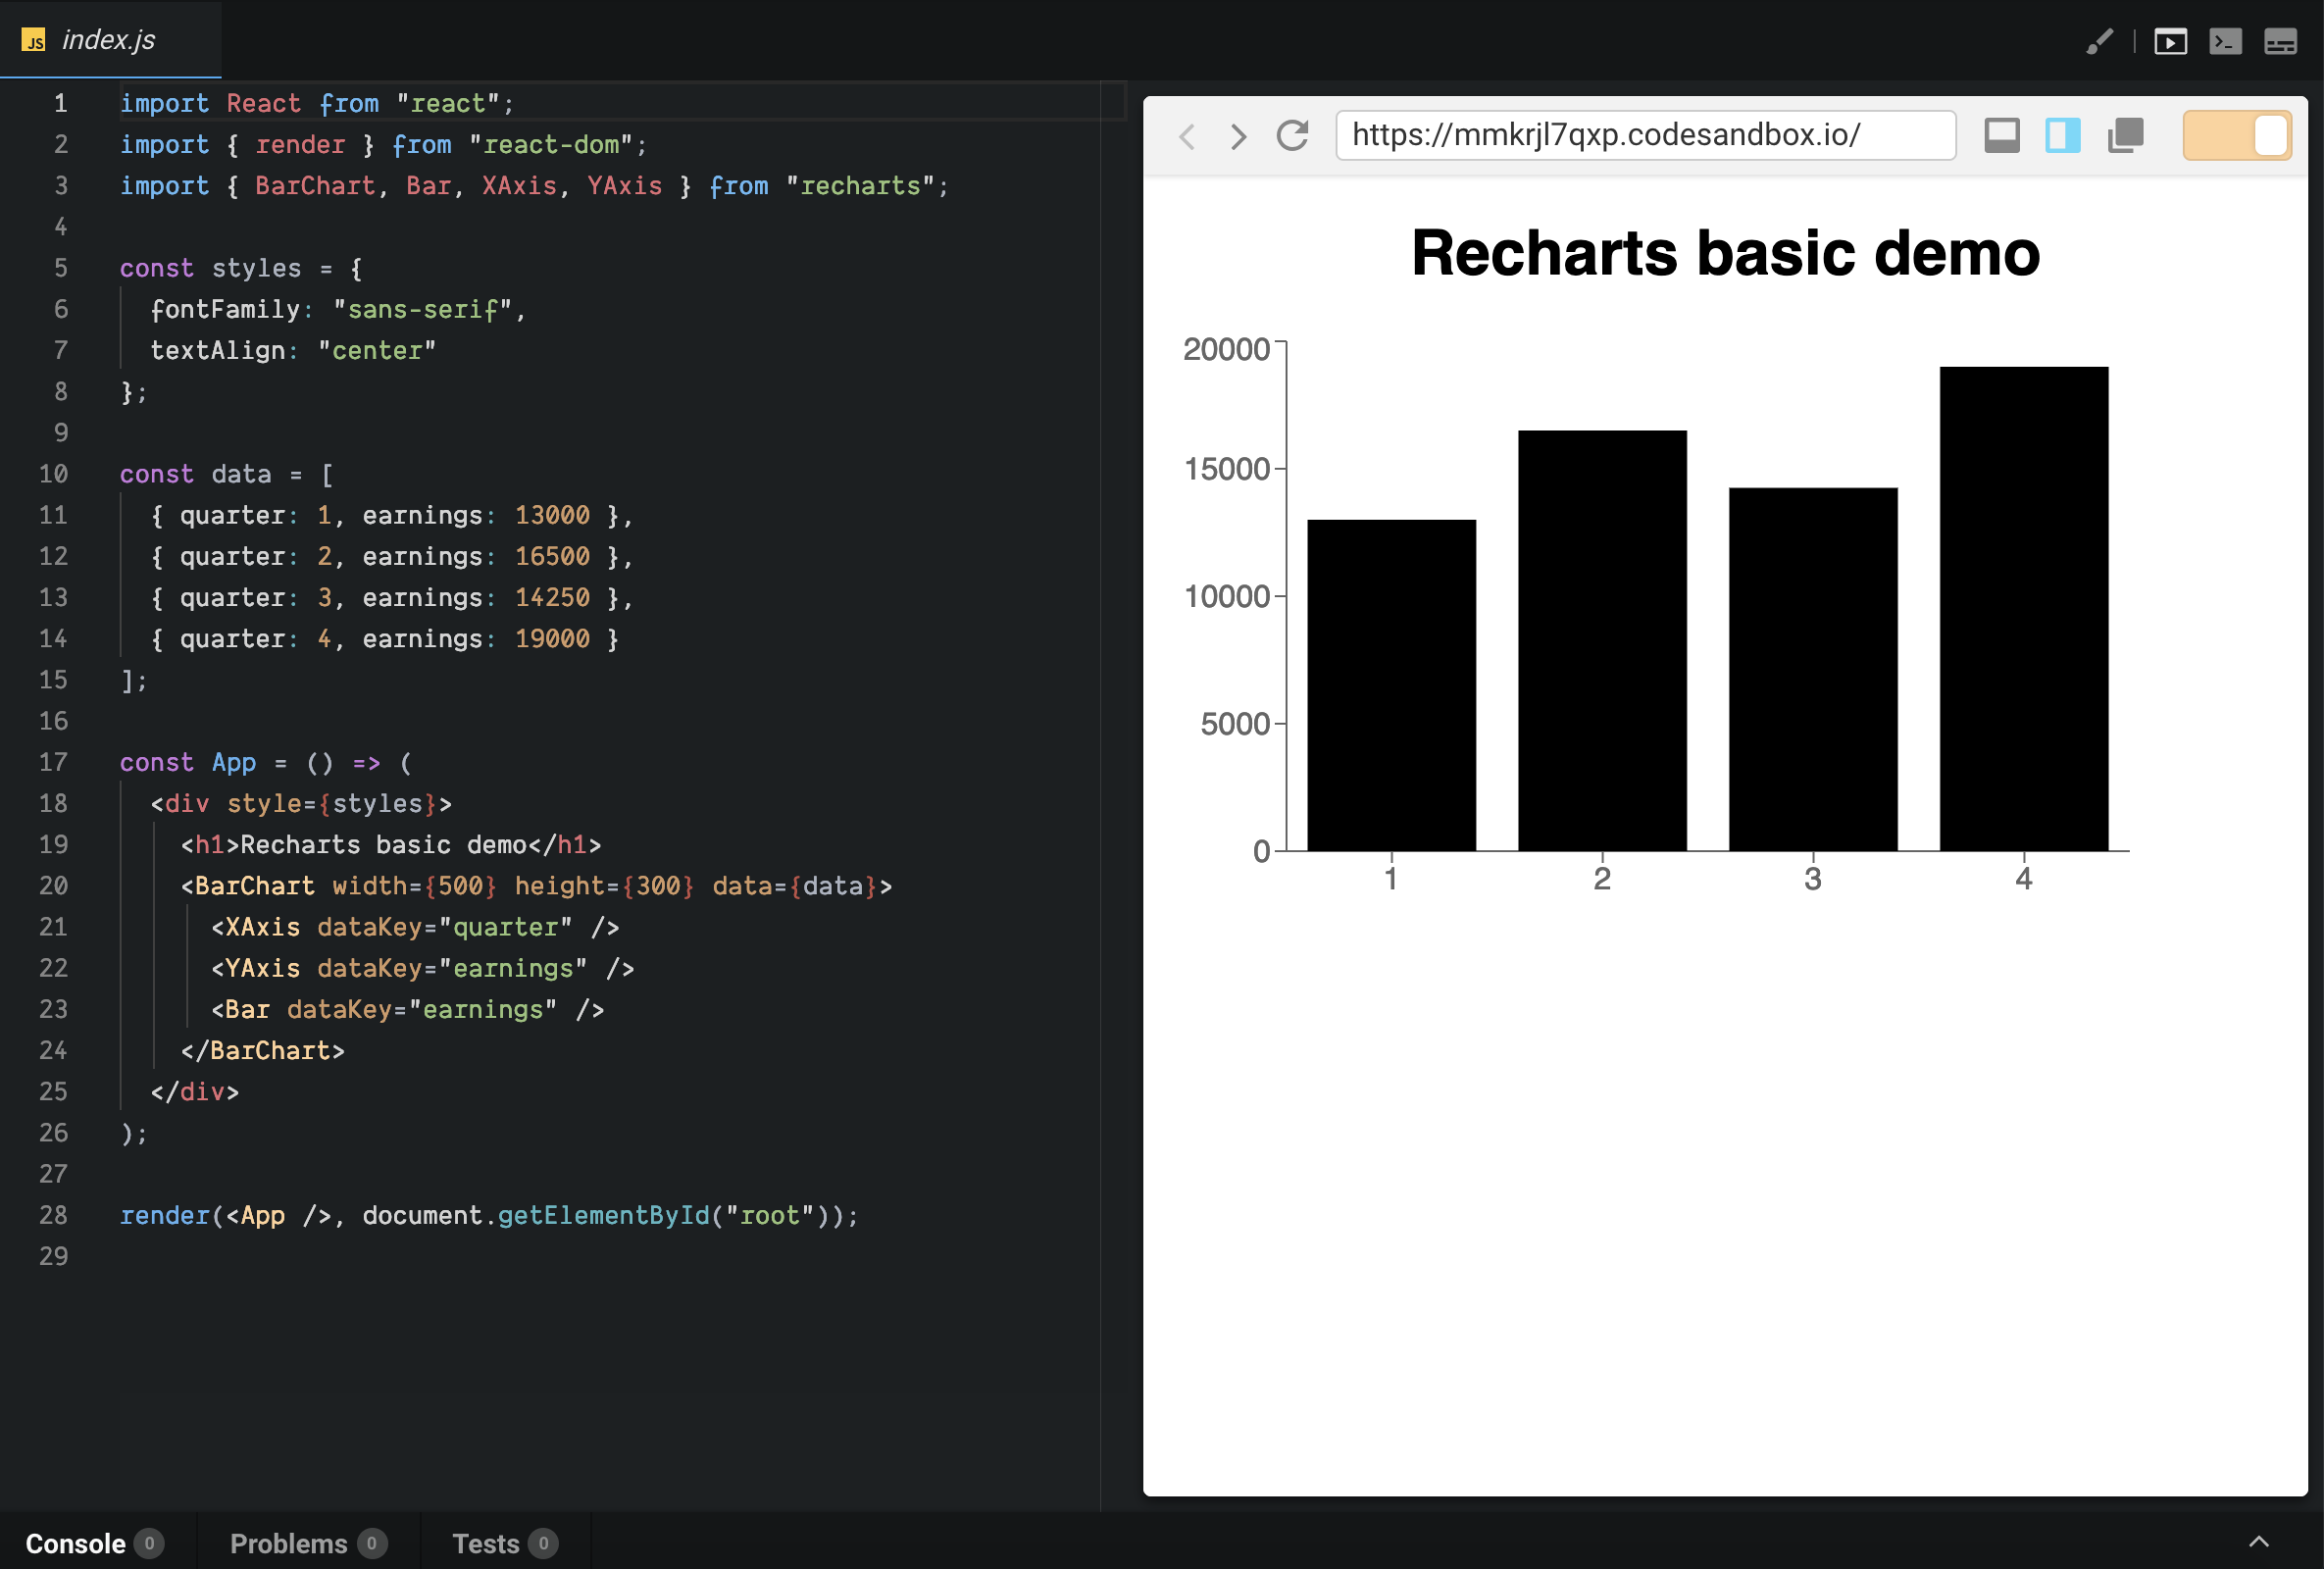 JS index.js
1 import React from "react";
2 import { render } from "react-dom";
3 import { BarChart, Bar, XAxis, YAxis } from "recharts";
4
5 const styles = {
6   fontFamily: "sans-serif",
7   textAlign: "center"
8 };
9
10 const data = [
11   { quarter: 1, earnings: 13000 },
12   { quarter: 2, earnings: 16500 },
13   { quarter: 3, earnings: 14250 },
14   { quarter: 4, earnings: 19000 }
15 ];
16
17 const App = () => (
18   <div style={styles}>
19     <h1>Recharts basic demo</h1>
20     <BarChart width={500} height={300} data={data}>
21       <XAxis dataKey="quarter" />
22       <YAxis dataKey="earnings" />
23       <Bar dataKey="earnings" />
24     </BarChart>
25   </div>
26 );
27
28 render(<App />, document.getElementById("root"));
29
https://mmkrjl7qxp.codesandbox.io/
Recharts basic demo
20000
15000
10000
5000
0
1 2 3 4
Console 0 Problems 0 Tests 0